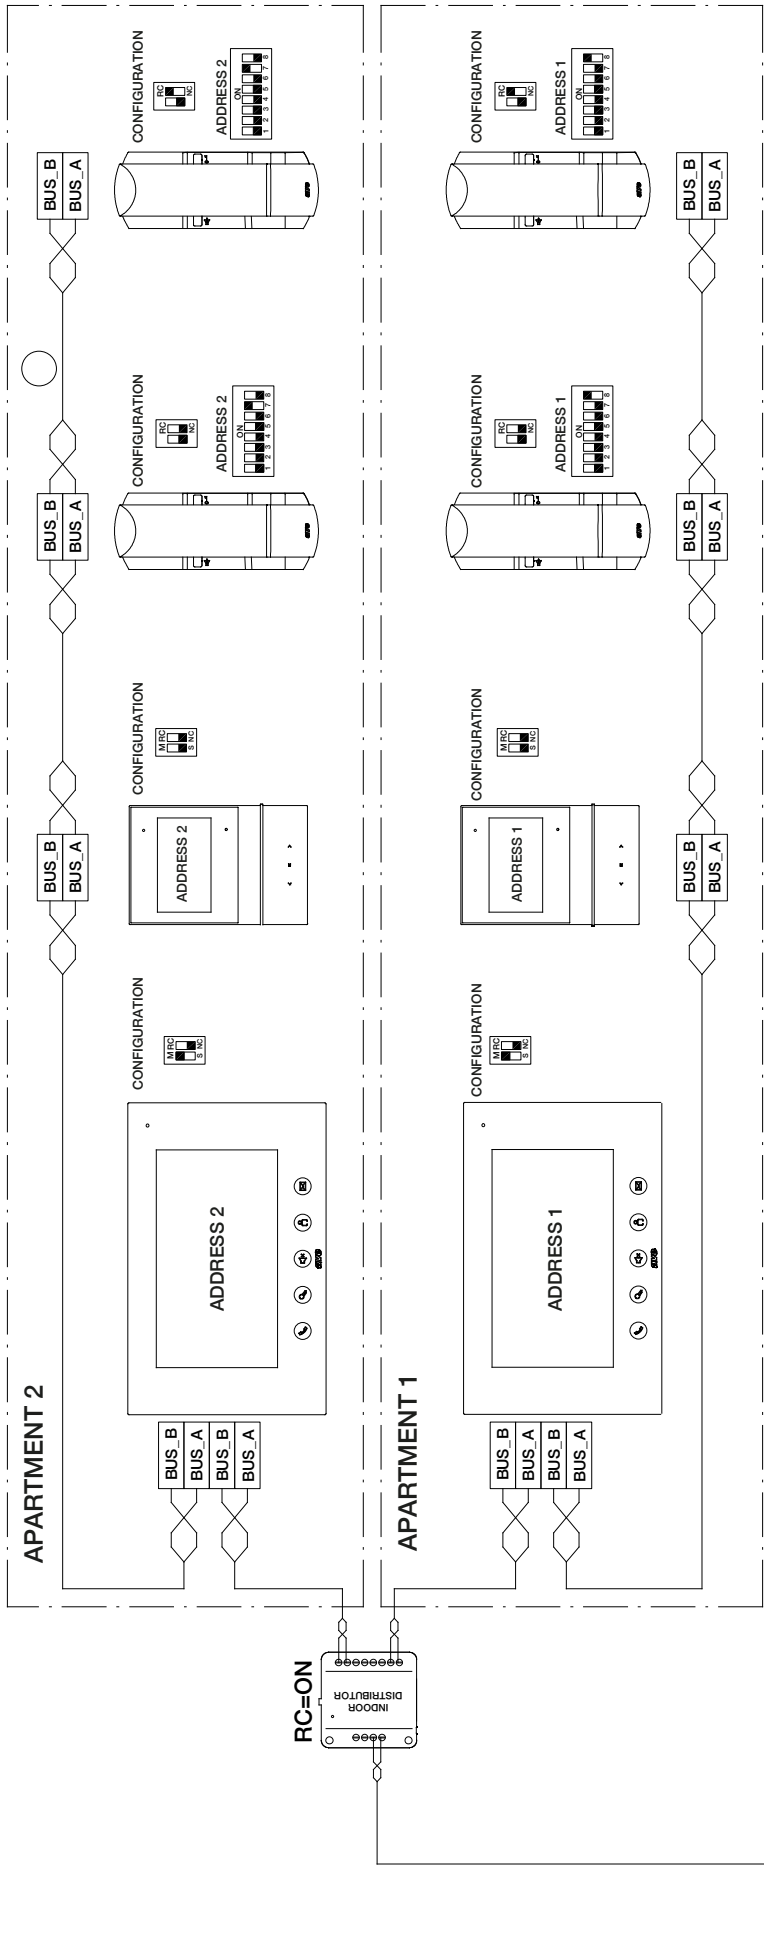 APARTMENT 2
BUS_B
BUS_A
BUS_B
BUS_A
ADDRESS 2
CONFIGURATION
M RC
S NC
BUS_B
BUS_A
ADDRESS 2
CONFIGURATION
M RC
S NC
BUS_B
BUS_A
CONFIGURATION
RC
NC
ADDRESS 2
ON
1 2 3 4 5 6 7 8
BUS_B
BUS_A
CONFIGURATION
RC
NC
ADDRESS 2
ON
1 2 3 4 5 6 7 8
RC=ON
INDOOR
DISTRIBUTOR
APARTMENT 1
BUS_B
BUS_A
BUS_B
BUS_A
ADDRESS 1
CONFIGURATION
M RC
S NC
ADDRESS 1
CONFIGURATION
M RC
S NC
BUS_B
BUS_A
CONFIGURATION
RC
NC
ADDRESS 1
ON
1 2 3 4 5 6 7 8
BUS_B
BUS_A
CONFIGURATION
RC
NC
ADDRESS 1
ON
1 2 3 4 5 6 7 8
BUS_B
BUS_A